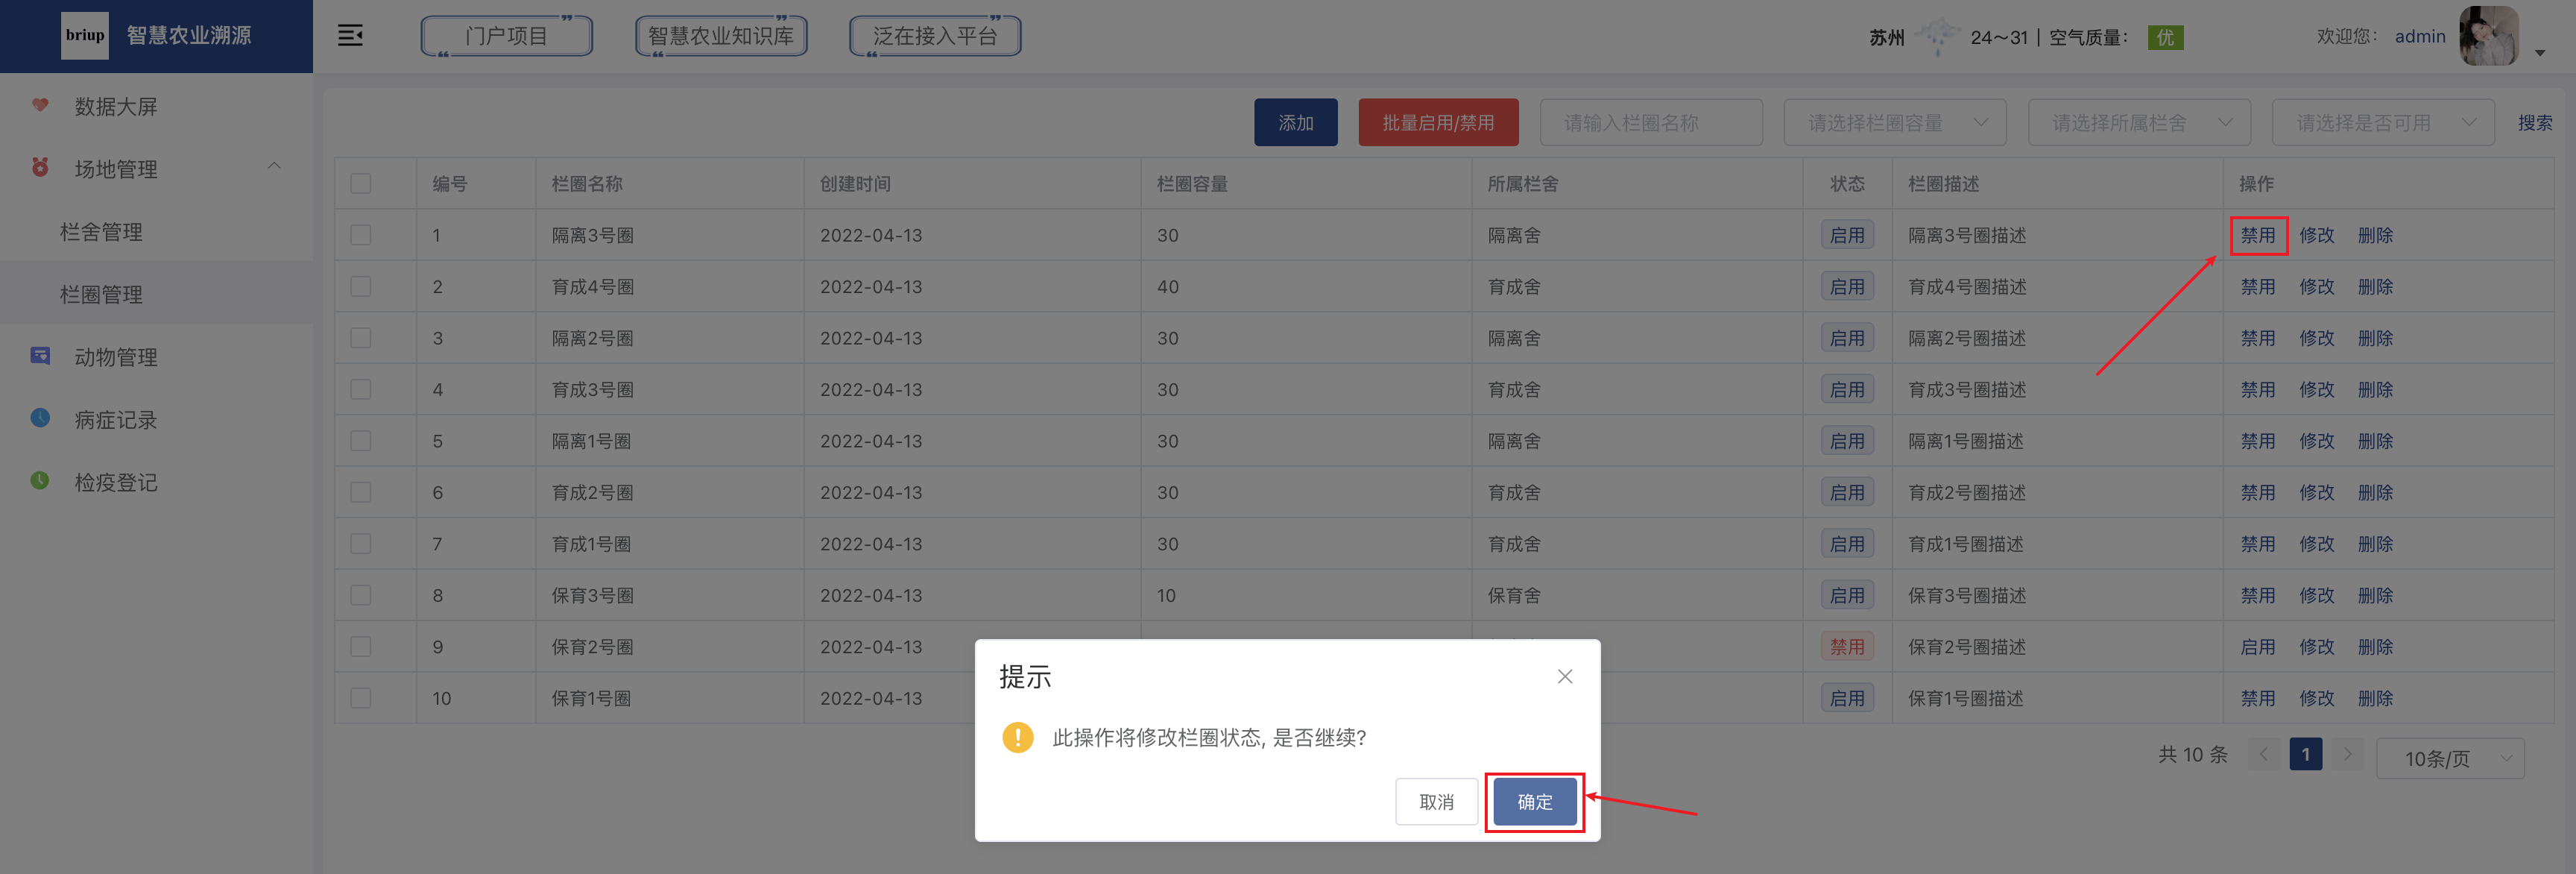 briup 智慧农业溯源
门户项目 智慧农业知识库 泛在接入平台
苏州 24～31 | 空气质量： 优 欢迎您： admin
数据大屏
场地管理
栏舍管理
栏圈管理
动物管理
病症记录
检疫登记
添加 批量启用/禁用 请输入栏圈名称 请选择栏圈容量 请选择所属栏舍 请选择是否可用 搜索
编号 栏圈名称 创建时间 栏圈容量 所属栏舍 状态 栏圈描述 操作
1 隔离3号圈 2022-04-13 30 隔离舍 启用 隔离3号圈描述 禁用 修改 删除
2 育成4号圈 2022-04-13 40 育成舍 启用 育成4号圈描述 禁用 修改 删除
3 隔离2号圈 2022-04-13 30 隔离舍 启用 隔离2号圈描述 禁用 修改 删除
4 育成3号圈 2022-04-13 30 育成舍 启用 育成3号圈描述 禁用 修改 删除
5 隔离1号圈 2022-04-13 30 隔离舍 启用 隔离1号圈描述 禁用 修改 删除
6 育成2号圈 2022-04-13 30 育成舍 启用 育成2号圈描述 禁用 修改 删除
7 育成1号圈 2022-04-13 30 育成舍 启用 育成1号圈描述 禁用 修改 删除
8 保育3号圈 2022-04-13 10 保育舍 启用 保育3号圈描述 禁用 修改 删除
9 保育2号圈 2022-04-13 禁用 保育2号圈描述 启用 修改 删除
10 保育1号圈 2022-04-13 启用 保育1号圈描述 禁用 修改 删除
共 10 条 1 10条/页
提示
此操作将修改栏圈状态, 是否继续?
取消 确定